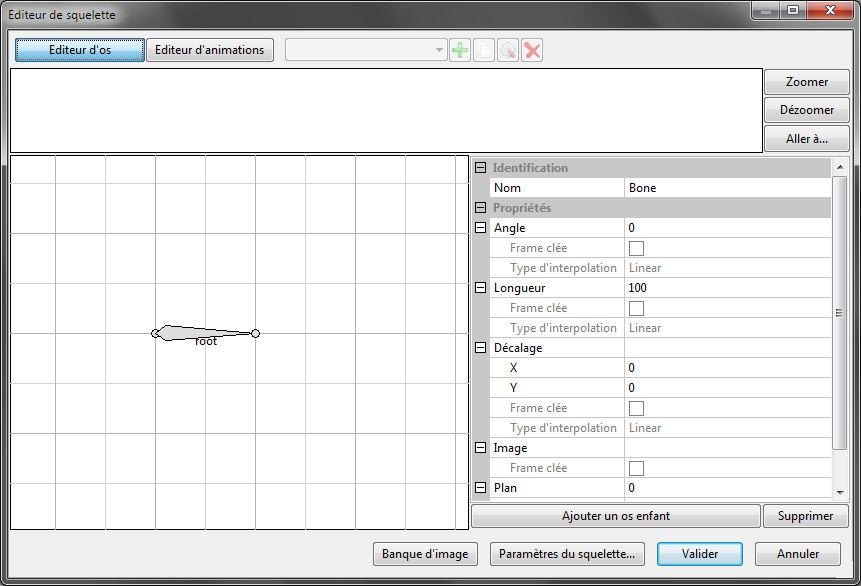 Editeur de squelette
Editeur d'os
Editeur d'animations
Zoomer
Dézoomer
Aller à...
Identification
Nom Bone
Propriétés
Angle 0
Frame clée
Type d'interpolation Linear
Longueur 100
Frame clée
Type d'interpolation Linear
Décalage
X 0
Y 0
Frame clée
Type d'interpolation Linear
Image
Frame clée
Plan 0
root
Ajouter un os enfant
Supprimer
Banque d'image
Paramètres du squelette...
Valider
Annuler